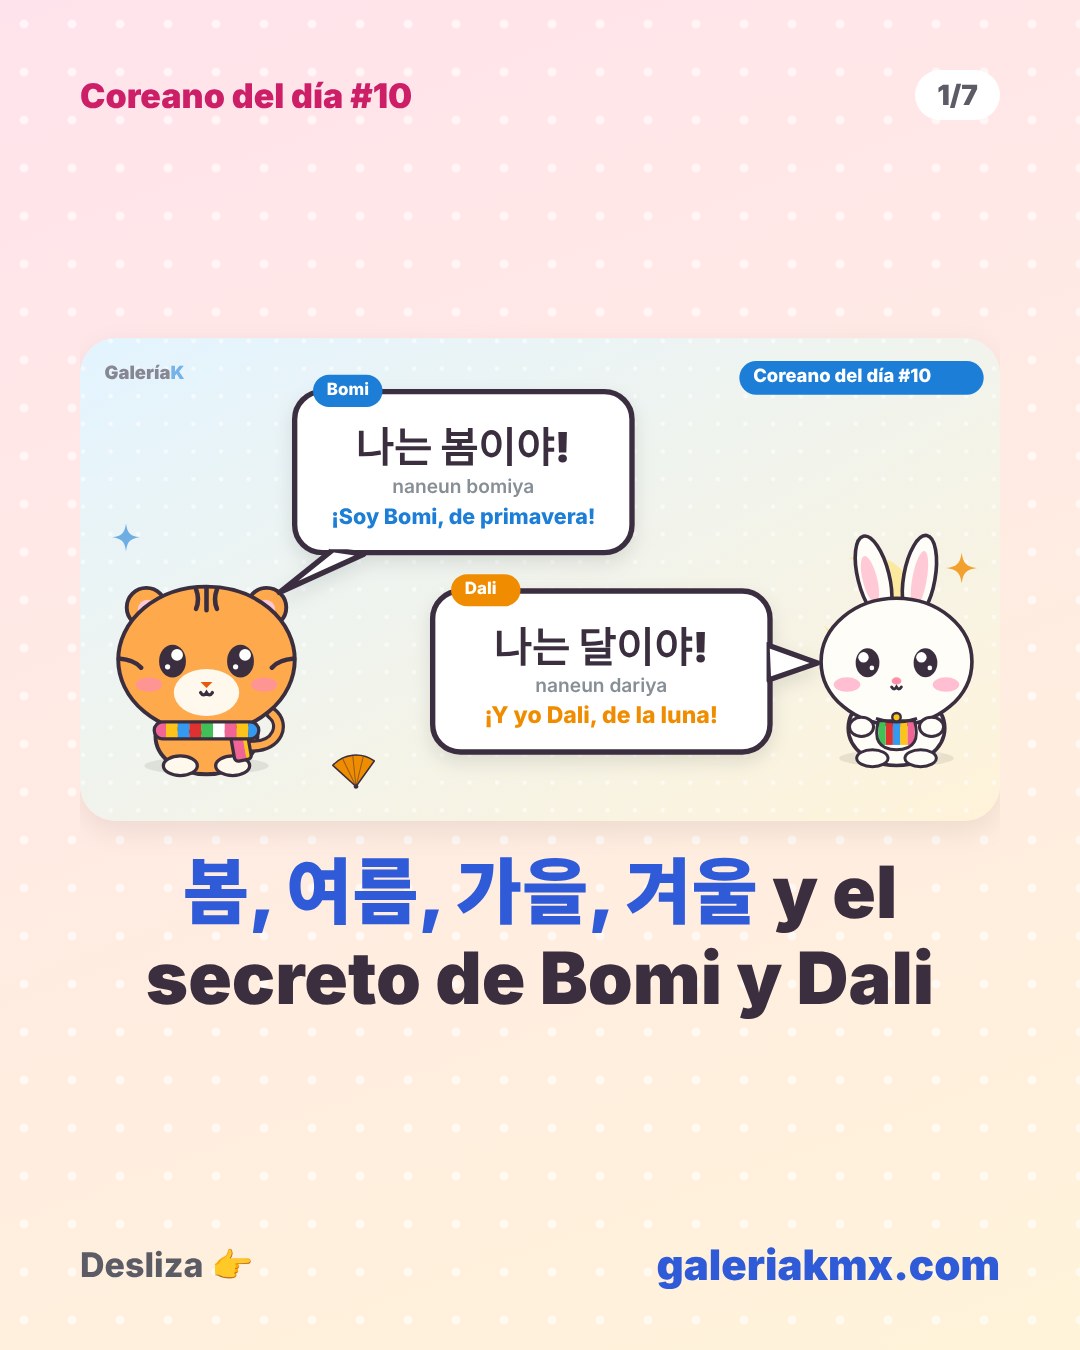 Coreano del día #10
1/7
GaleríaK
Coreano del día #10
Bomi
나는 봄이야!
naneun bomiya
¡Soy Bomi, de primavera!
Dali
나는 달이야!
naneun dariya
¡Y yo Dali, de la luna!
봄, 여름, 가을, 겨울 y el
secreto de Bomi y Dali
Desliza 👉
galeriakmx.com